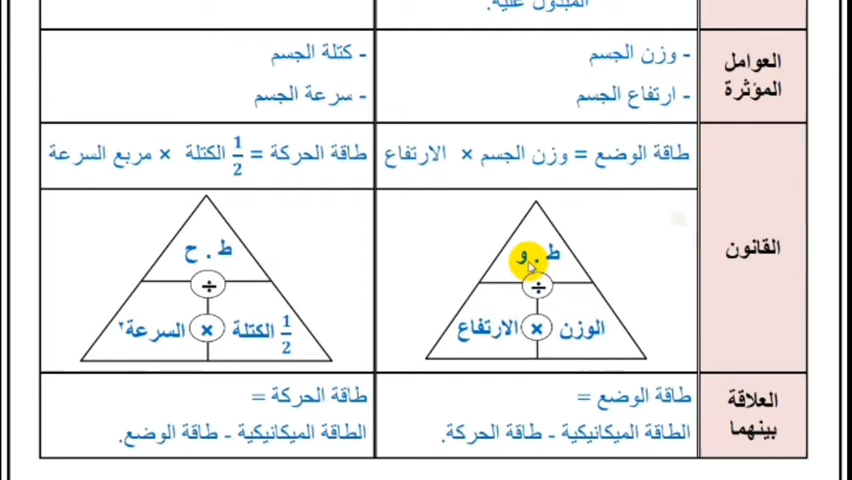 المبذول عليه.
العوامل
المؤثرة
- وزن الجسم
- ارتفاع الجسم
- كتلة الجسم
- سرعة الجسم
القانون
طاقة الوضع = وزن الجسم × الارتفاع
طاقة الحركة = 1/2 الكتلة × مربع السرعة
ط . و
÷
الوزن × الارتفاع
ط . ح
÷
1/2 الكتلة × السرعة٢
العلاقة
بينهما
طاقة الوضع =
الطاقة الميكانيكية - طاقة الحركة.
طاقة الحركة =
الطاقة الميكانيكية - طاقة الوضع.